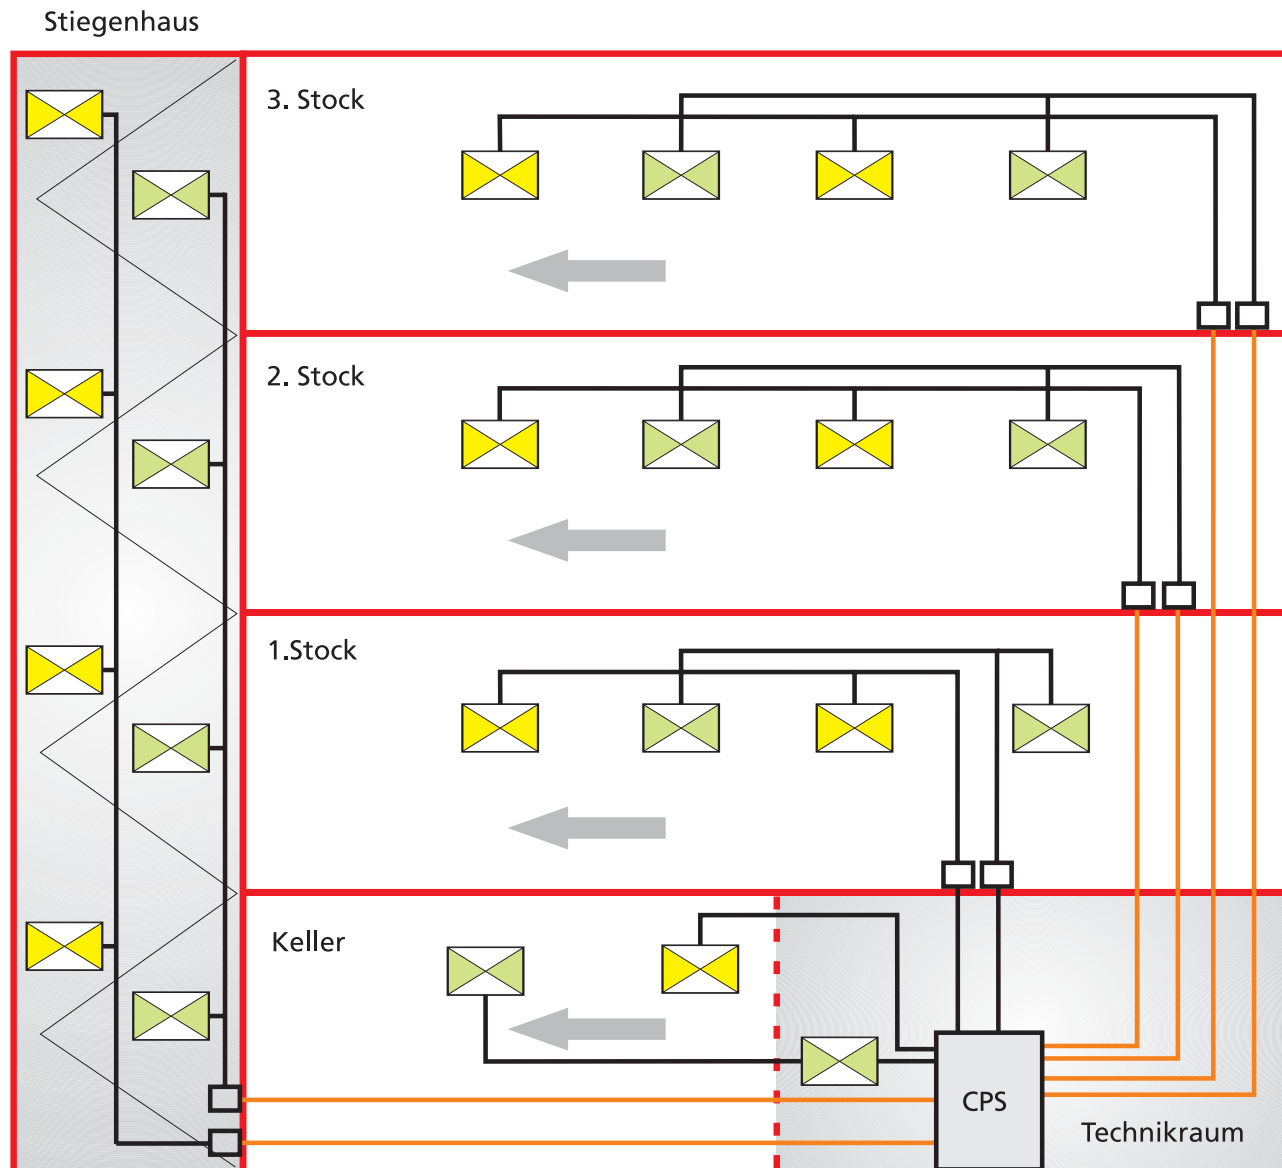 Stiegenhaus
3. Stock
2. Stock
1.Stock
Keller
CPS
Technikraum